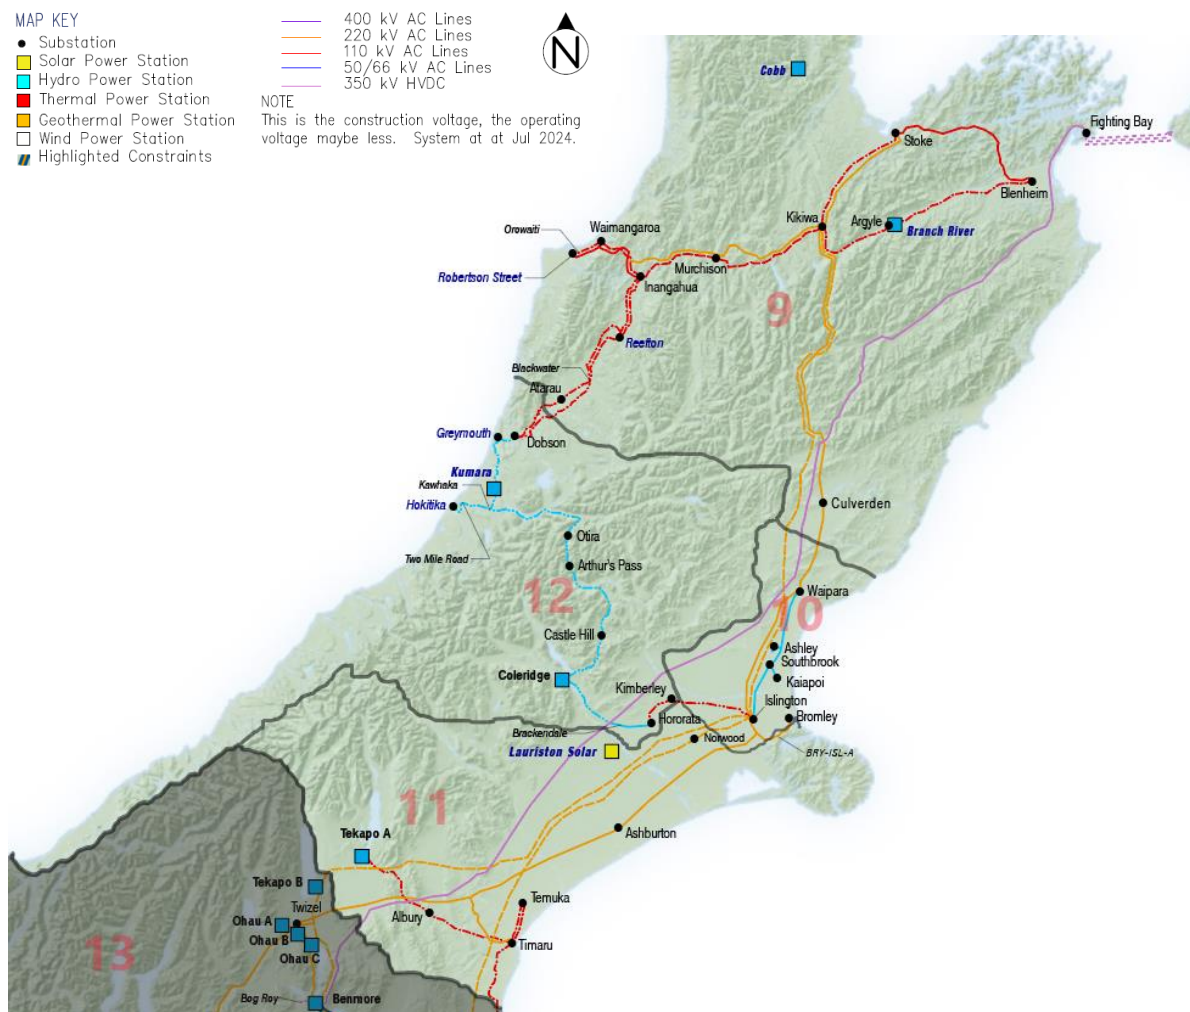 MAP KEY
Substation
Solar Power Station
Hydro Power Station
Thermal Power Station
Geothermal Power Station
Wind Power Station
Highlighted Constraints
400 kV AC Lines
220 kV AC Lines
110 kV AC Lines
50/66 kV AC Lines
350 kV HVDC
NOTE
This is the construction voltage, the operating
voltage maybe less. System at at Jul 2024.
N
Cobb
Fighting Bay
Stoke
Blenheim
Kikiwa
Argyle
Branch River
Orowaiti
Waimangaroa
Robertson Street
Murchison
Inangahua
9
Reefton
Blackwater
Atarau
Greymouth
Dobson
Kumara
Kawhaka
Hokitika
Culverden
Otira
Two Mile Road
Arthur's Pass
12
Waipara
10
Castle Hill
Ashley
Southbrook
Coleridge
Kaiapoi
Kimberley
Islington
Hororata
Bromley
Brackendale
Norwood
Lauriston Solar
BRY-ISL-A
11
Tekapo A
Ashburton
Tekapo B
Temuka
Twizel
Ohau A
Albury
Ohau B
Timaru
13
Ohau C
Bog Roy
Benmore